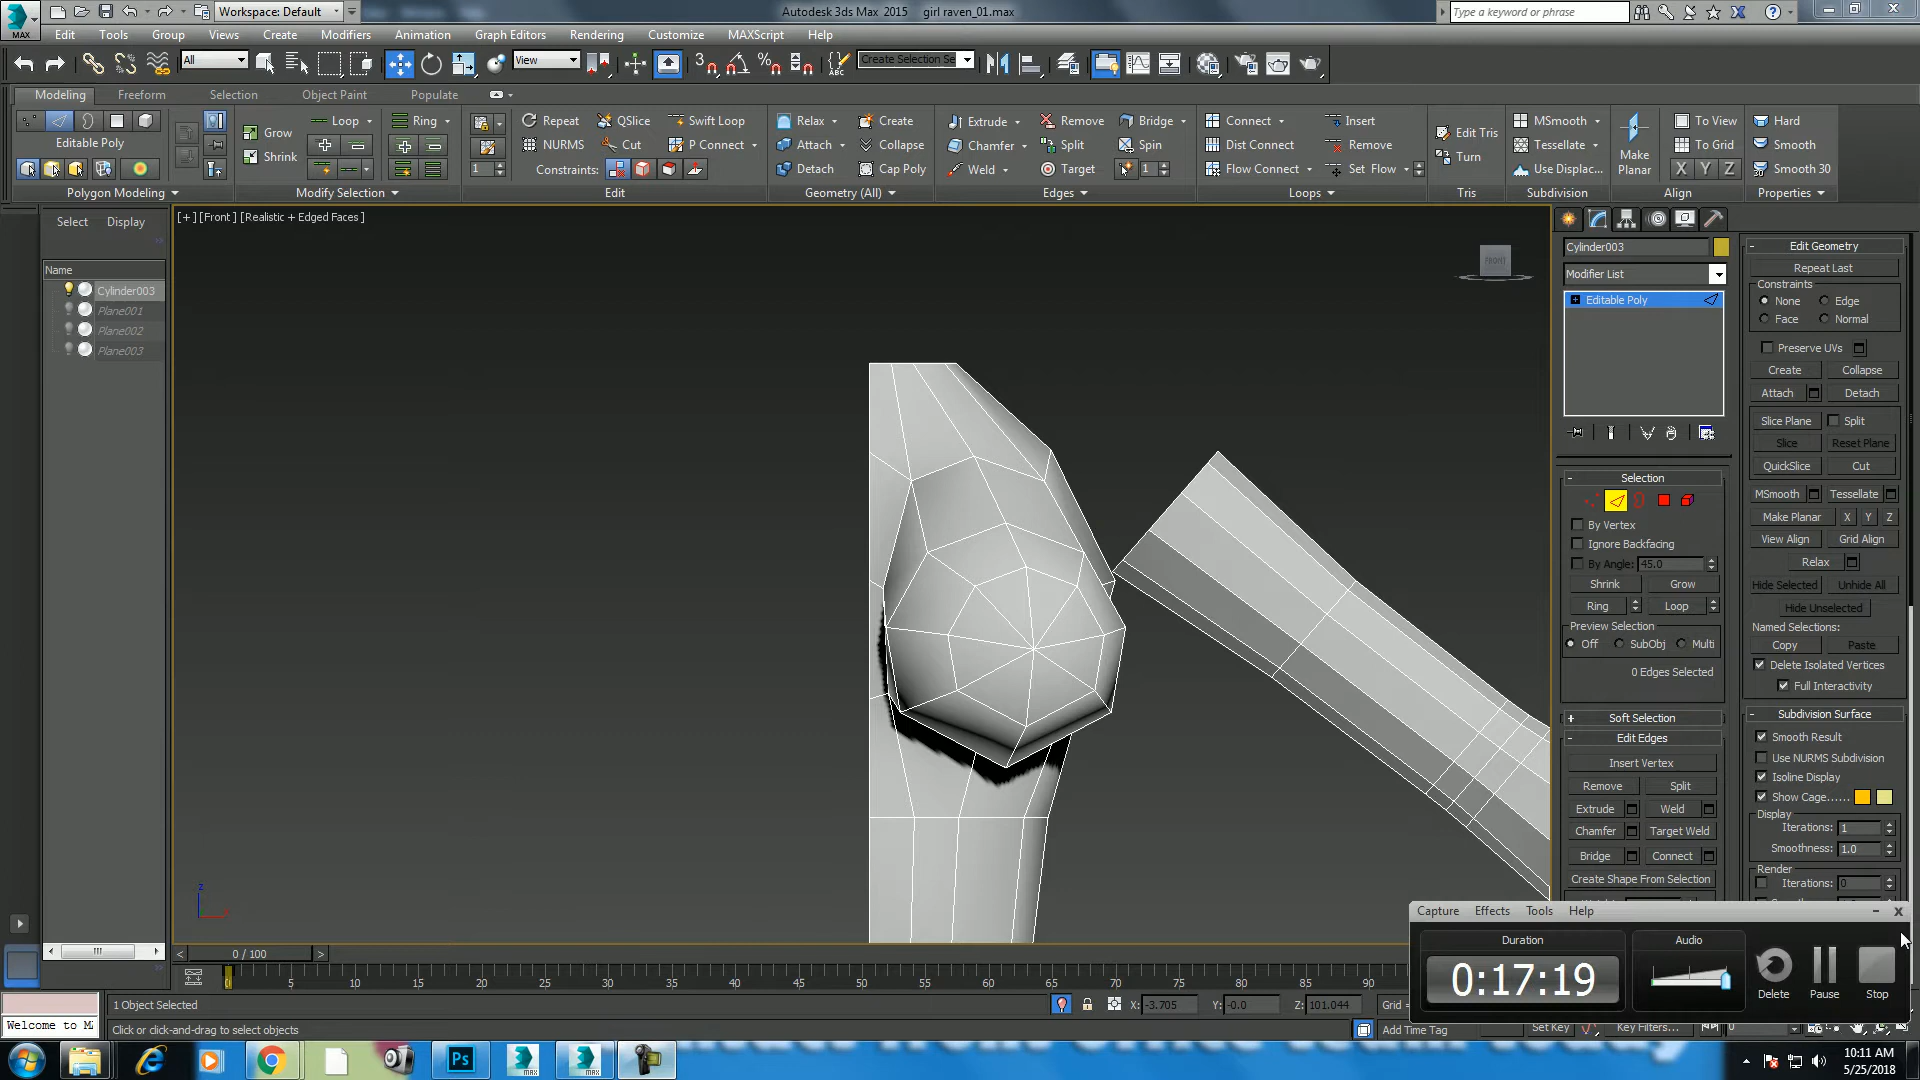 Workspace: Default
Autodesk 3ds Max 2015 girl raven_01.max
Type a keyword or phrase
MAX
Edit Tools Group Views Create Modifiers Animation Graph Editors Rendering Customize MAXScript Help
All
View
Create Selection Se
Modeling Freeform Selection Object Paint Populate
Editable Poly
Polygon Modeling
Grow
Shrink
Loop Ring
Modify Selection
Repeat QSlice Swift Loop
NURMS Cut P Connect
Constraints:
Edit
Relax Create
Attach Collapse
Detach Cap Poly
Geometry (All)
Extrude Remove Bridge
Chamfer Split Spin
Weld Target 1
Edges
Connect Insert
Dist Connect Remove
Flow Connect Set Flow
Loops
Edit Tris
Turn
Tris
MSmooth
Tessellate
Use Displac...
Subdivision
Make Planar
To View
To Grid
X Y Z
Align
Hard
Smooth
Smooth 30
Properties
Select Display
Name
Cylinder003
Plane001
Plane002
Plane003
[+] [Front] [Realistic + Edged Faces]
FRONT
z
x
Cylinder003
Modifier List
Editable Poly
Selection
By Vertex
Ignore Backfacing
By Angle: 45.0
Shrink Grow
Ring Loop
Preview Selection
Off SubObj Multi
0 Edges Selected
Soft Selection
Edit Edges
Insert Vertex
Remove Split
Extrude Weld
Chamfer Target Weld
Bridge Connect
Create Shape From Selection
Edit Geometry
Repeat Last
Constraints
None Edge
Face Normal
Preserve UVs
Create Collapse
Attach Detach
Slice Plane Split
Slice Reset Plane
QuickSlice Cut
MSmooth Tessellate
Make Planar X Y Z
View Align Grid Align
Relax
Hide Selected Unhide All
Hide Unselected
Named Selections:
Copy Paste
Delete Isolated Vertices
Full Interactivity
Subdivision Surface
Smooth Result
Use NURMS Subdivision
Isoline Display
Show Cage......
Display
Iterations: 1
Smoothness: 1.0
Render
Iterations: 0
Capture Effects Tools Help
Duration Audio
0:17:19
Delete Pause Stop
0 / 100
5 10 15 20 25 30 35 40 45 50 55 60 65 70 75 80 85 90
1 Object Selected
X: -3.705 Y: -0.0 Z: 101.044 Grid =
Welcome to M
Click or click-and-drag to select objects
Add Time Tag
Set Key Key Filters... 0
Ps
MAX
MAX
10:11 AM
5/25/2018